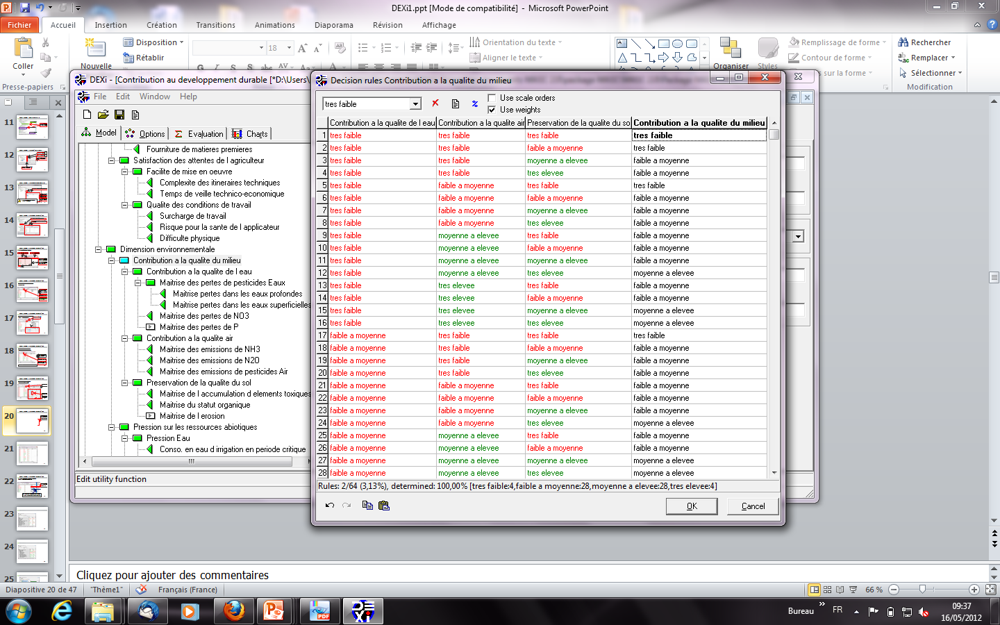 DEXi1.ppt [Mode de compatibilité] - Microsoft PowerPoint
Fichier Accueil Insertion Création Transitions Animations Diaporama Révision Affichage
Coller
Presse-papiers
Nouvelle
Disposition
Rétablir
18
Orientation du texte
Aligner le texte
Organiser
Styles
Remplissage de forme
Contour de forme
sur la forme
Rechercher
Remplacer
Sélectionner
Modification
DEXi - [Contribution au developpement durable [*D:\Users\
File Edit Window Help
Model Options Evaluation Charts
Fourniture de matieres premieres
Satisfaction des attentes de l agriculteur
Facilite de mise en oeuvre
Complexite des itineraires techniques
Temps de veille technico-economique
Qualite des conditions de travail
Surcharge de travail
Risque pour la sante de l applicateur
Difficulte physique
Dimension environnementale
Contribution a la qualite du milieu
Contribution a la qualite de l eau
Maitrise des pertes de pesticides Eaux
Maitrise pertes dans les eaux profondes
Maitrise pertes dans les eaux superficielles
Maitrise des pertes de NO3
Maitrise des pertes de P
Contribution a la qualite air
Maitrise des emissions de NH3
Maitrise des emissions de N2O
Maitrise des emissions de pesticides Air
Preservation de la qualite du sol
Maitrise de l accumulation d elements toxiques
Maitrise du statut organique
Maitrise de l erosion
Pression sur les ressources abiotiques
Pression Eau
Conso. en eau d irrigation en periode critique
Edit utility function
Decision rules Contribution a la qualite du milieu
tres faible
%
Use scale orders
Use weights
Contribution a la qualite de l eau Contribution a la qualite air Preservation de la qualite du sol Contribution a la qualite du milieu
1 tres faible tres faible tres faible tres faible
2 tres faible tres faible faible a moyenne tres faible
3 tres faible tres faible moyenne a elevee faible a moyenne
4 tres faible tres faible tres elevee faible a moyenne
5 tres faible faible a moyenne tres faible tres faible
6 tres faible faible a moyenne faible a moyenne faible a moyenne
7 tres faible faible a moyenne moyenne a elevee faible a moyenne
8 tres faible faible a moyenne tres elevee faible a moyenne
9 tres faible moyenne a elevee tres faible faible a moyenne
10 tres faible moyenne a elevee faible a moyenne faible a moyenne
11 tres faible moyenne a elevee moyenne a elevee faible a moyenne
12 tres faible moyenne a elevee tres elevee moyenne a elevee
13 tres faible tres elevee tres faible faible a moyenne
14 tres faible tres elevee faible a moyenne faible a moyenne
15 tres faible tres elevee moyenne a elevee moyenne a elevee
16 tres faible tres elevee tres elevee moyenne a elevee
17 faible a moyenne tres faible tres faible tres faible
18 faible a moyenne tres faible faible a moyenne faible a moyenne
19 faible a moyenne tres faible moyenne a elevee faible a moyenne
20 faible a moyenne tres faible tres elevee faible a moyenne
21 faible a moyenne faible a moyenne tres faible faible a moyenne
22 faible a moyenne faible a moyenne faible a moyenne faible a moyenne
23 faible a moyenne faible a moyenne moyenne a elevee faible a moyenne
24 faible a moyenne faible a moyenne tres elevee moyenne a elevee
25 faible a moyenne moyenne a elevee tres faible faible a moyenne
26 faible a moyenne moyenne a elevee faible a moyenne faible a moyenne
27 faible a moyenne moyenne a elevee moyenne a elevee moyenne a elevee
28 faible a moyenne moyenne a elevee tres elevee moyenne a elevee
Rules: 2/64 (3,13%), determined: 100,00% [tres faible:4,faible a moyenne:28,moyenne a elevee:28,tres elevee:4]
OK Cancel
11
12
13
14
15
16
17
18
19
20
21
22
23
24
25
Cliquez pour ajouter des commentaires
Diapositive 20 de 47 "Thème1" Français (France) 66 %
Bureau » FR 09:37
16/05/2012